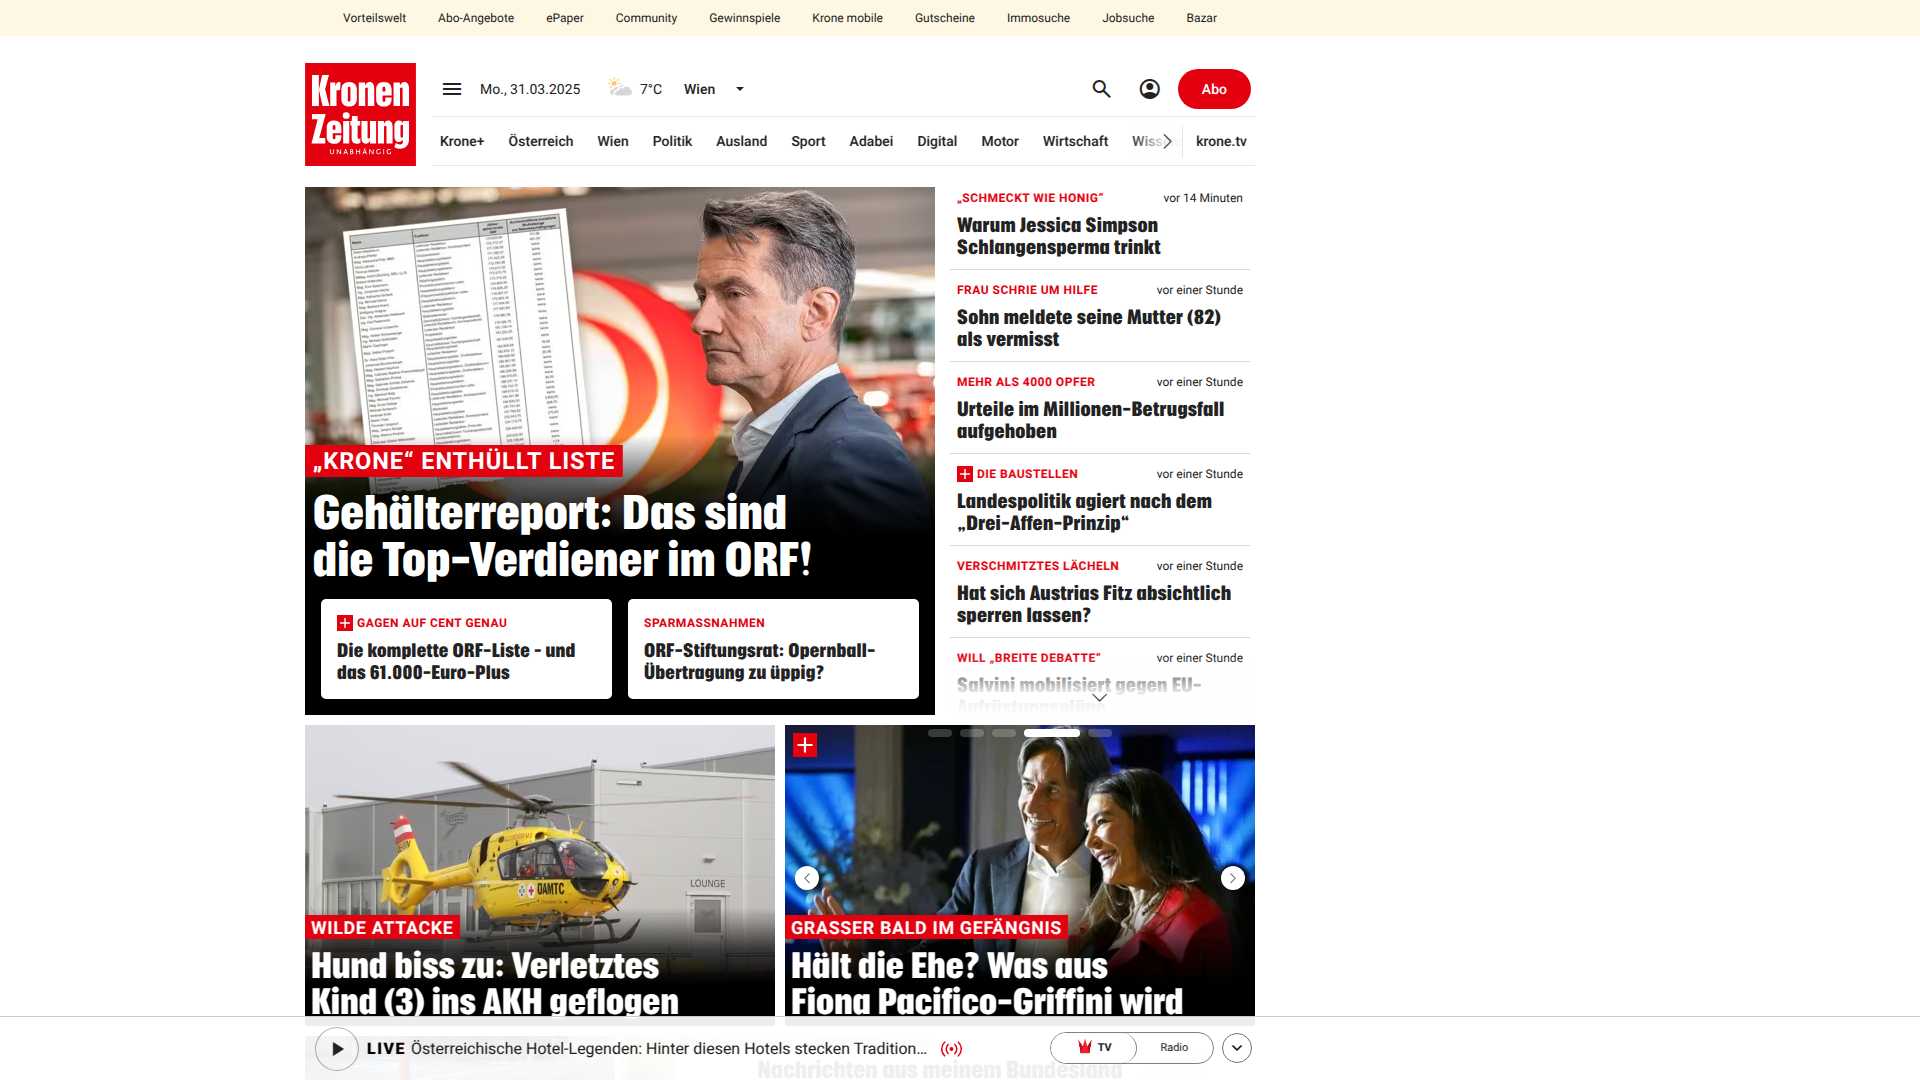 Vorteilswelt Abo-Angebote ePaper Community Gewinnspiele Krone mobile Gutscheine Immosuche Jobsuche Bazar
Kronen
Zeitung
UNABHÄNGIG
Mo., 31.03.2025 7°C Wien
Abo
Krone+ Österreich Wien Politik Ausland Sport Adabei Digital Motor Wirtschaft krone.tv
„KRONE“ ENTHÜLLT LISTE
Gehälterreport: Das sind
die Top-Verdiener im ORF!
GAGEN AUF CENT GENAU
Die komplette ORF-Liste - und
das 61.000-Euro-Plus
SPARMASSNAHMEN
ORF-Stiftungsrat: Opernball-
Übertragung zu üppig?
„SCHMECKT WIE HONIG“ vor 14 Minuten
Warum Jessica Simpson
Schlangensperma trinkt
FRAU SCHRIE UM HILFE vor einer Stunde
Sohn meldete seine Mutter (82)
als vermisst
MEHR ALS 4000 OPFER vor einer Stunde
Urteile im Millionen-Betrugsfall
aufgehoben
DIE BAUSTELLEN vor einer Stunde
Landespolitik agiert nach dem
„Drei-Affen-Prinzip“
VERSCHMITZTES LÄCHELN vor einer Stunde
Hat sich Austrias Fitz absichtlich
sperren lassen?
WILL „BREITE DEBATTE“ vor einer Stunde
Salvini mobilisiert gegen EU-
Aufrüstungspläne
ÖAMTC
LOUNGE
WILDE ATTACKE
Hund biss zu: Verletztes
Kind (3) ins AKH geflogen
GRASSER BALD IM GEFÄNGNIS
Hält die Ehe? Was aus
Fiona Pacifico-Griffini wird
LIVE Österreichische Hotel-Legenden: Hinter diesen Hotels stecken Tradition...
TV Radio
Nachrichten aus meinem Bundesland